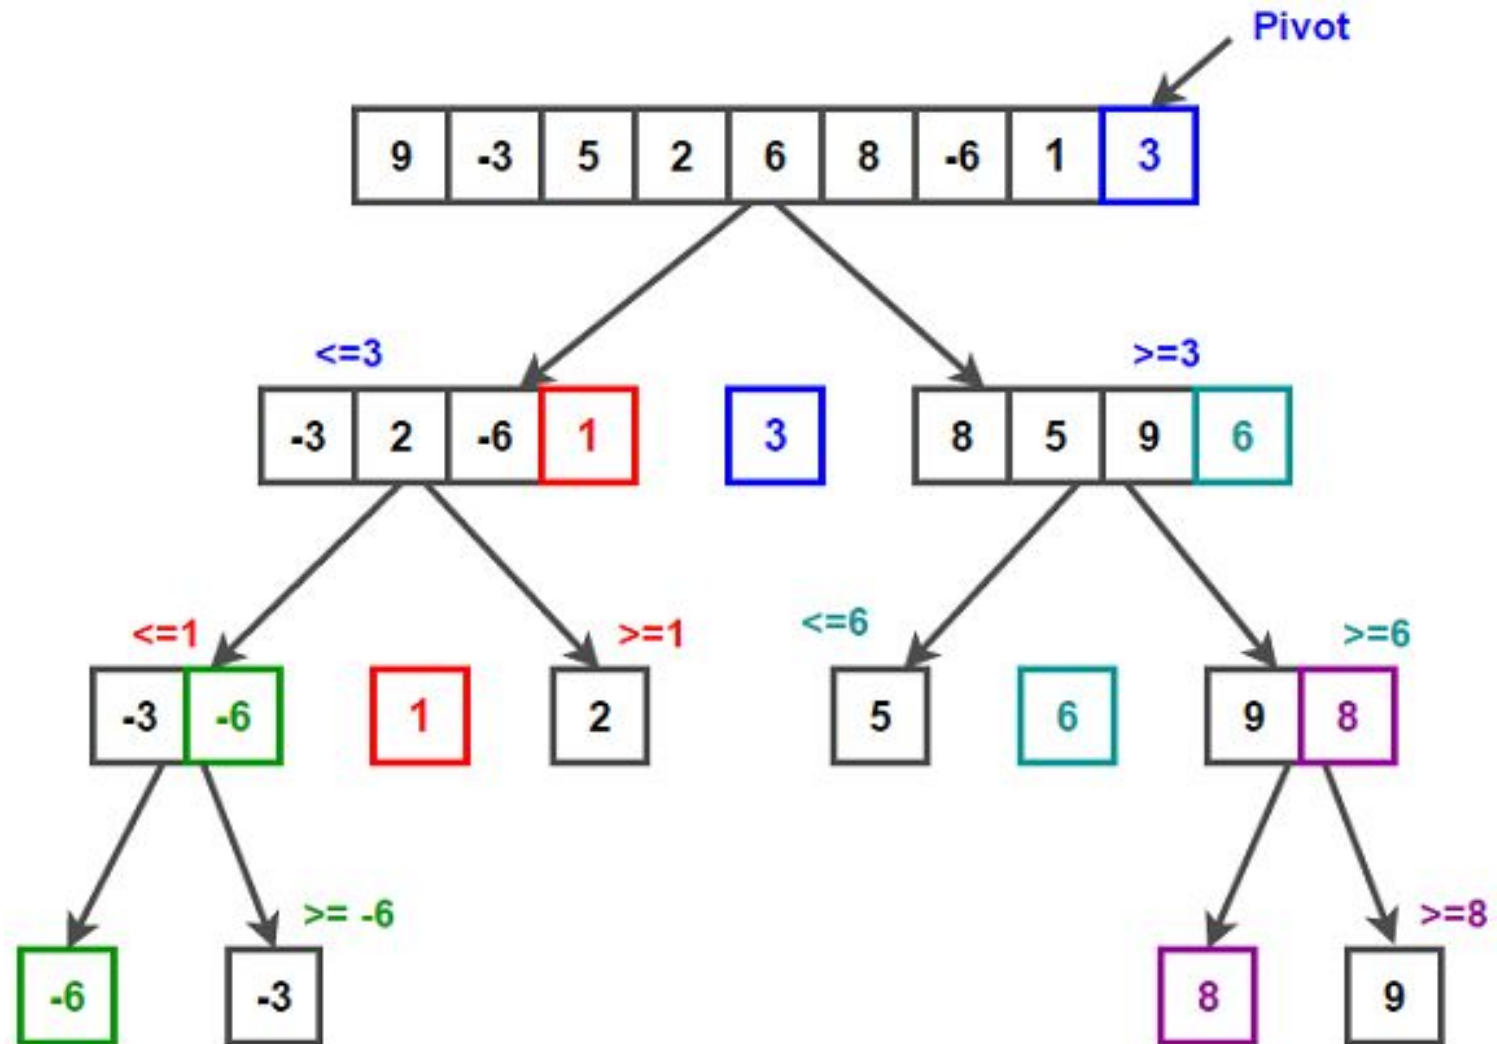 Pivot
9 -3 5 2 6 8 -6 1 3
<=3 >=3
-3 2 -6 1 3 8 5 9 6
<=1 >=1 <=6 >=6
-3 -6 1 2 5 6 9 8
>= -6 >=8
-6 -3 8 9